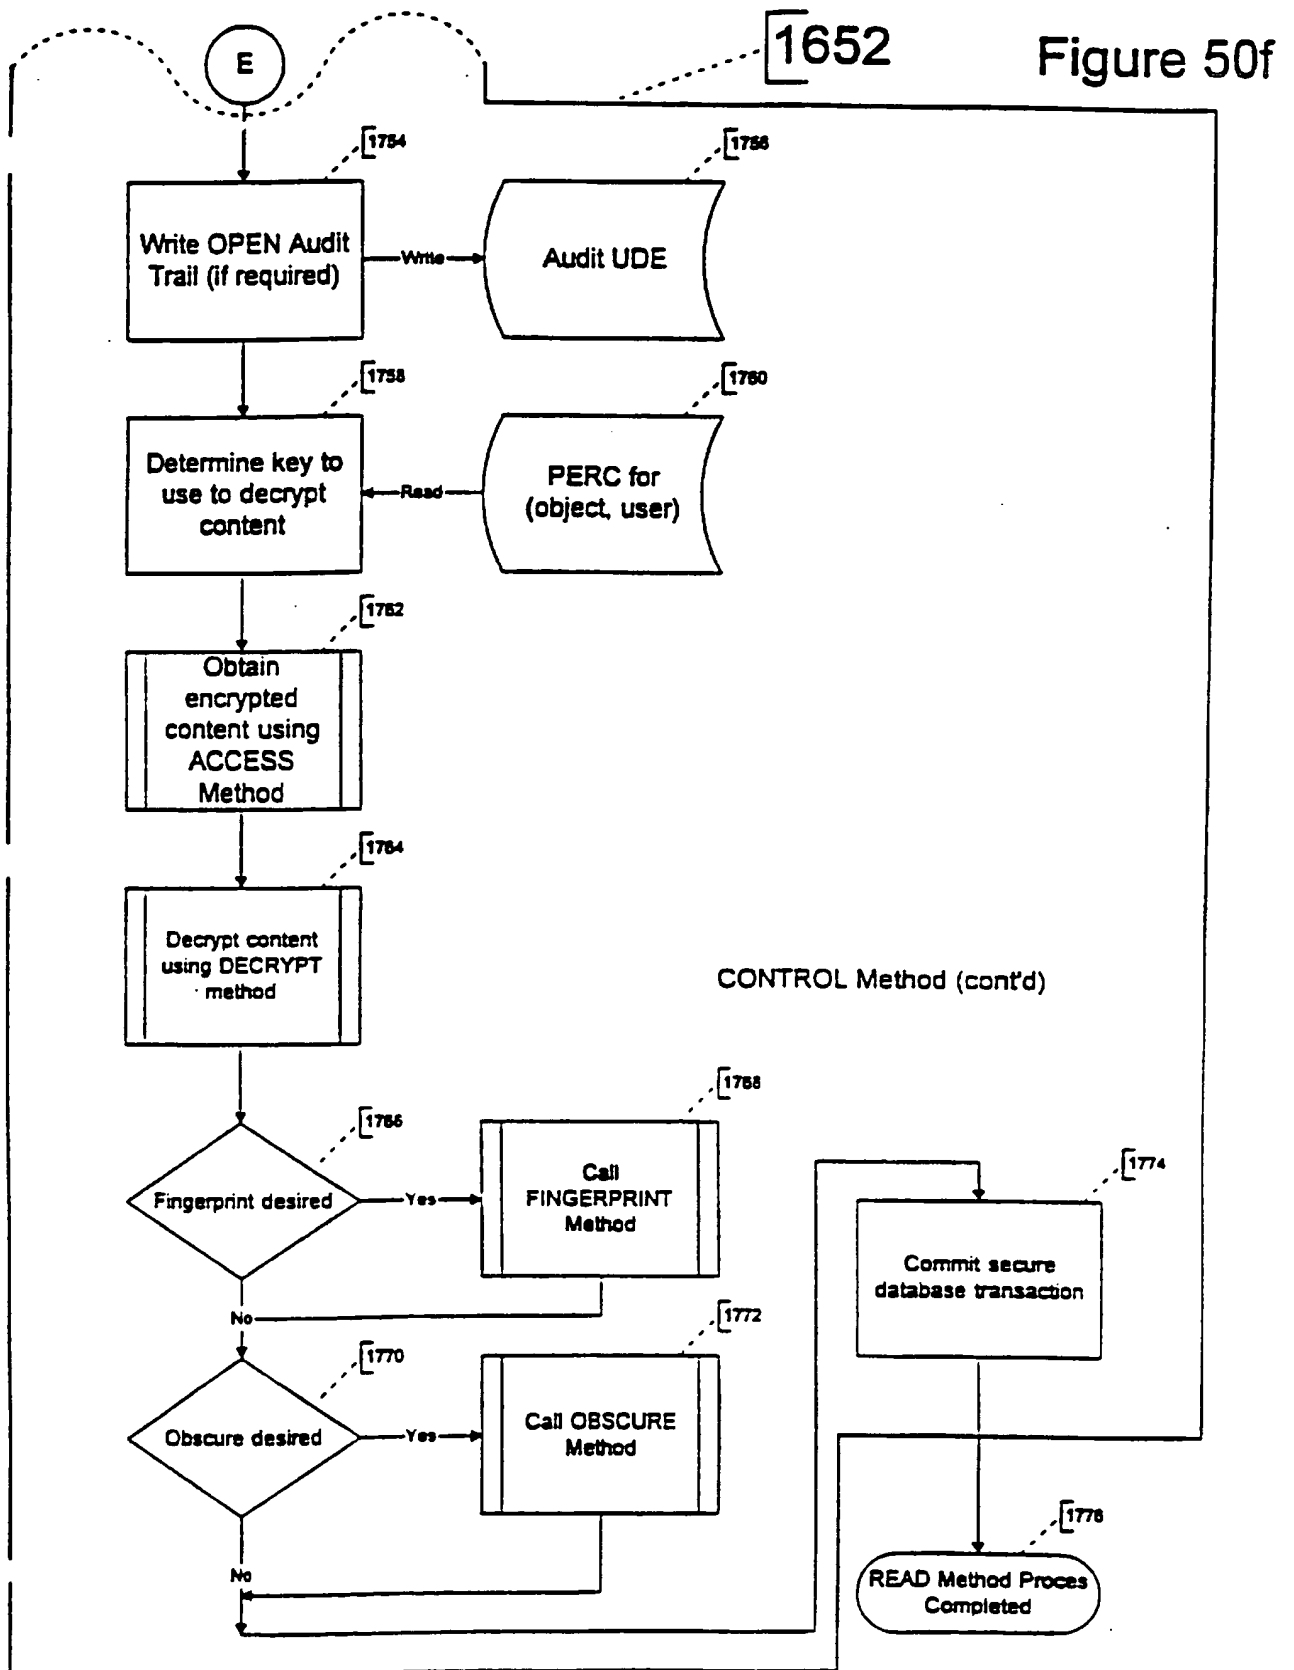 E
1652
Figure 50f
1754
1756
Write OPEN Audit
Trail (if required)
Write
Audit UDE
1758
1760
Determine key to
use to decrypt
content
Read
PERC for
(object, user)
1762
Obtain
encrypted
content using
ACCESS
Method
1764
Decrypt content
using DECRYPT
method
CONTROL Method (cont'd)
1766
1768
Fingerprint desired
Yes
Call
FINGERPRINT
Method
1774
Commit secure
database transaction
No
1770
1772
Obscure desired
Yes
Call OBSCURE
Method
No
1776
READ Method Proces
Completed